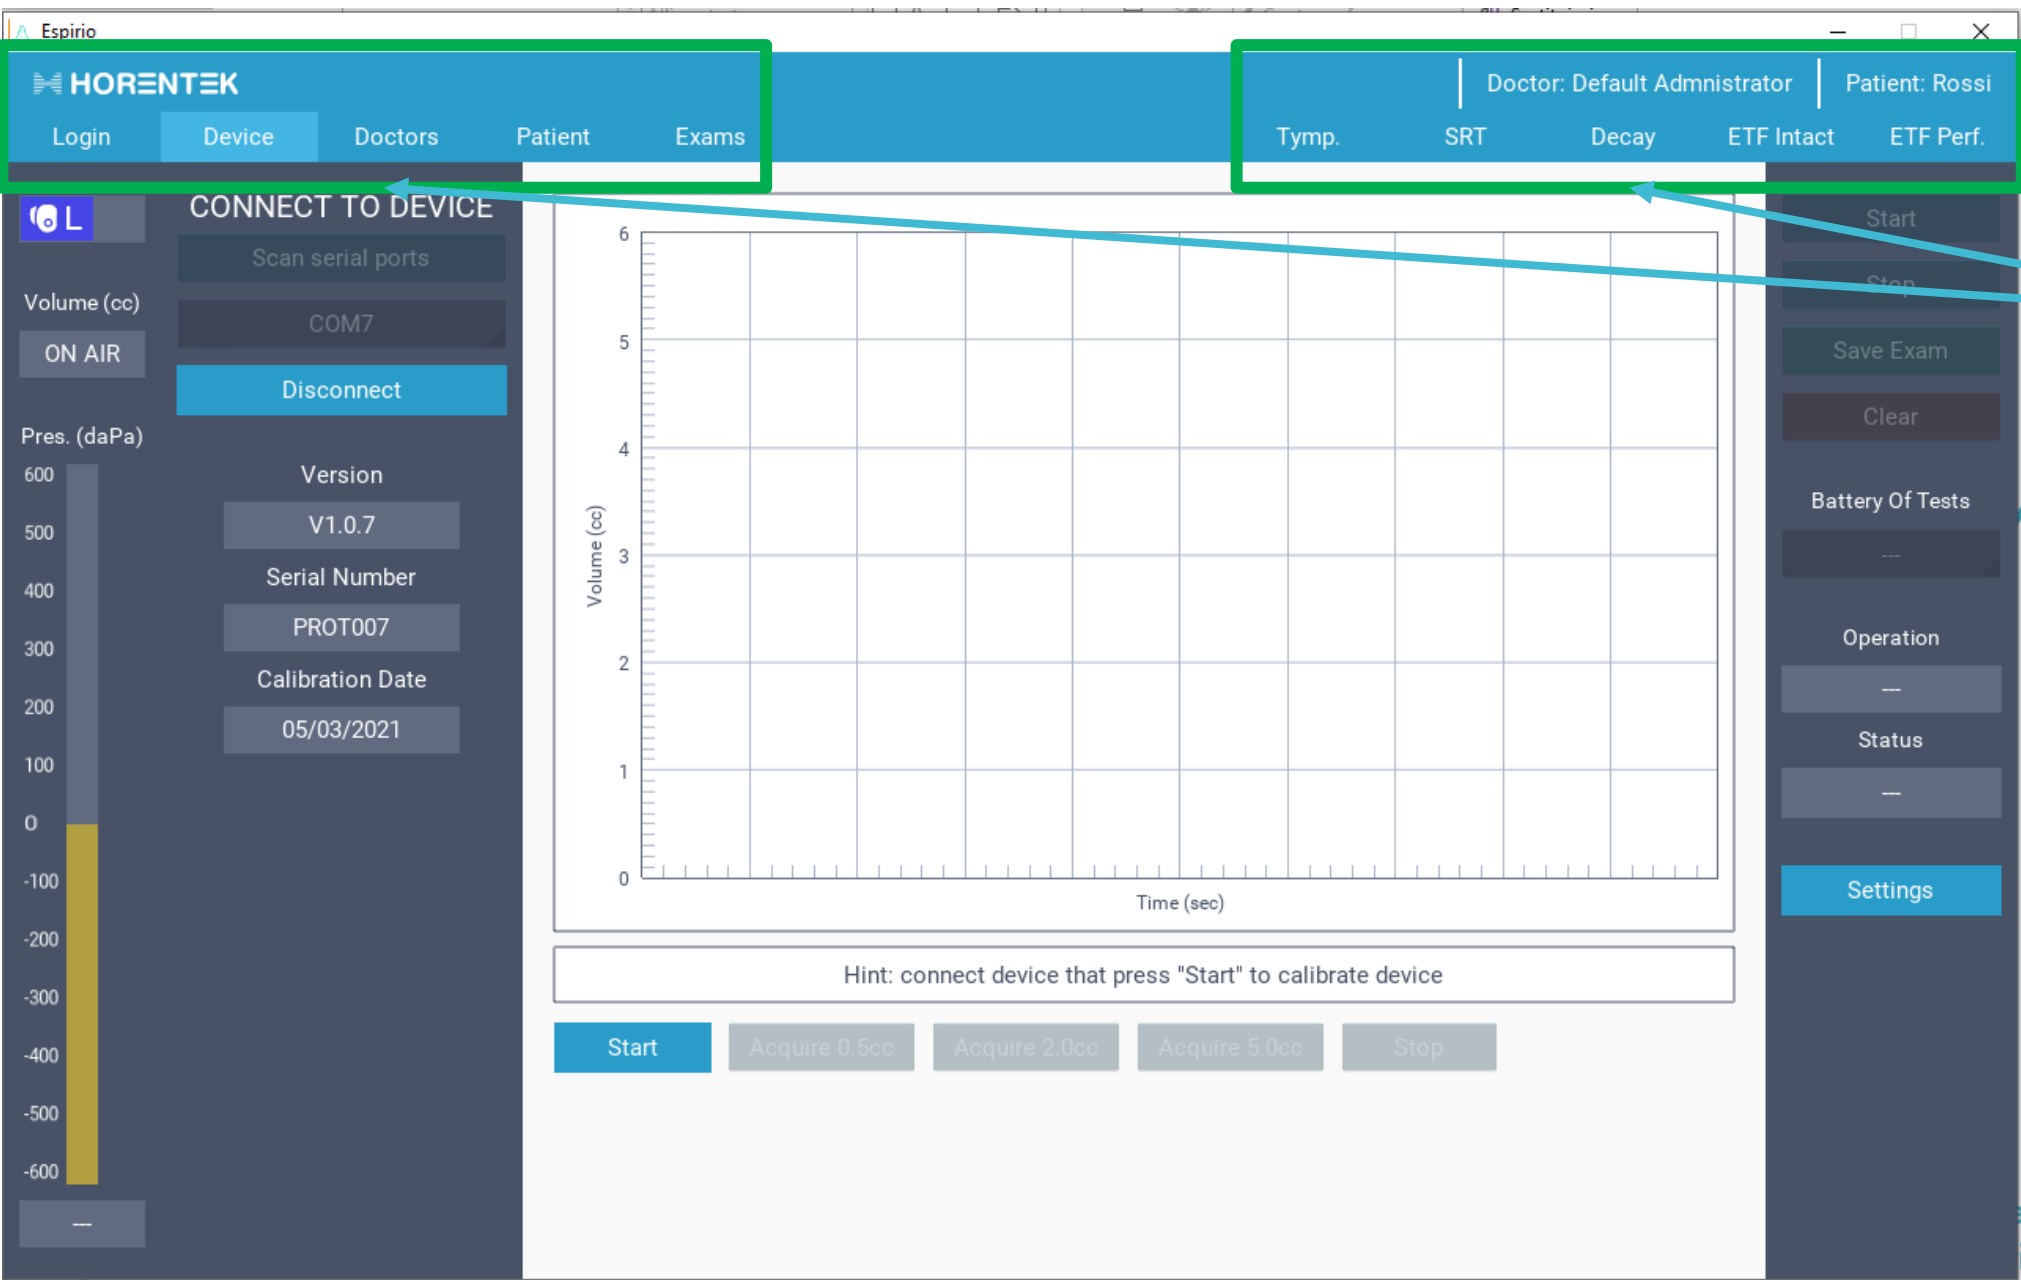 Espirio
HORENTEK
Doctor: Default Admnistrator
Patient: Rossi
Login
Device
Doctors
Patient
Exams
Tymp.
SRT
Decay
ETF Intact
ETF Perf.
L
CONNECT TO DEVICE
Scan serial ports
COM7
Disconnect
Volume (cc)
ON AIR
Pres. (daPa)
600
500
400
300
200
100
0
-100
-200
-300
-400
-500
-600
---
Version
V1.0.7
Serial Number
PROT007
Calibration Date
05/03/2021
Volume (cc)
6
5
4
3
2
1
0
Time (sec)
Hint: connect device that press "Start" to calibrate device
Start
Acquire 0.5cc
Acquire 2.0cc
Acquire 5.0cc
Stop
Start
Stop
Save Exam
Clear
Battery Of Tests
---
Operation
---
Status
---
Settings